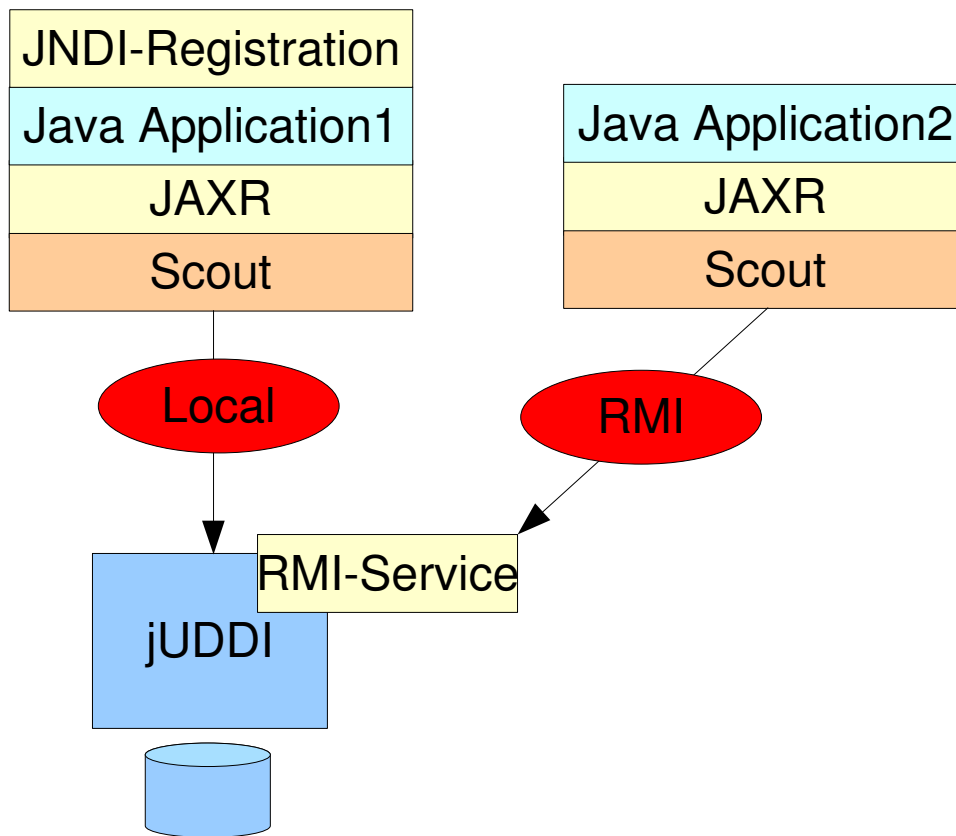 JNDI-Registration
Java Application1
JAXR
Scout
Java Application2
JAXR
Scout
Local
RMI
RMI-Service
jUDDI